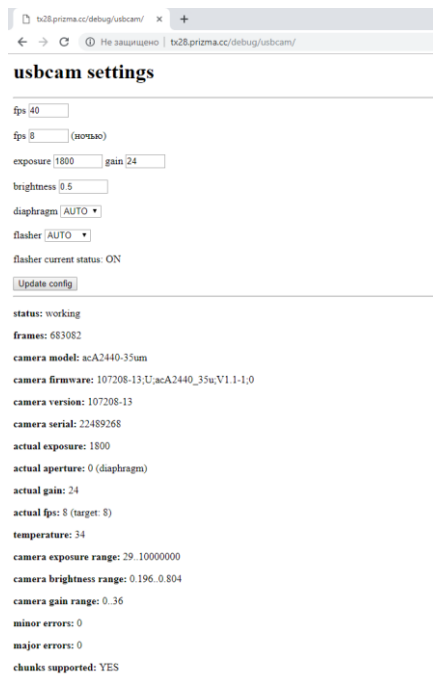 tx28.prizma.cc/debug/usbcam/
Не защищено | tx28.prizma.cc/debug/usbcam/
usbcam settings
fps 40
fps 8 (ночью)
exposure 1800 gain 24
brightness 0.5
diaphragm AUTO
flasher AUTO
flasher current status: ON
Update config
status: working
frames: 683082
camera model: acA2440-35um
camera firmware: 107208-13;U;acA2440_35u;V1.1-1;0
camera version: 107208-13
camera serial: 22489268
actual exposure: 1800
actual aperture: 0 (diaphragm)
actual gain: 24
actual fps: 8 (target: 8)
temperature: 34
camera exposure range: 29..10000000
camera brightness range: 0.196..0.804
camera gain range: 0..36
minor errors: 0
major errors: 0
chunks supported: YES